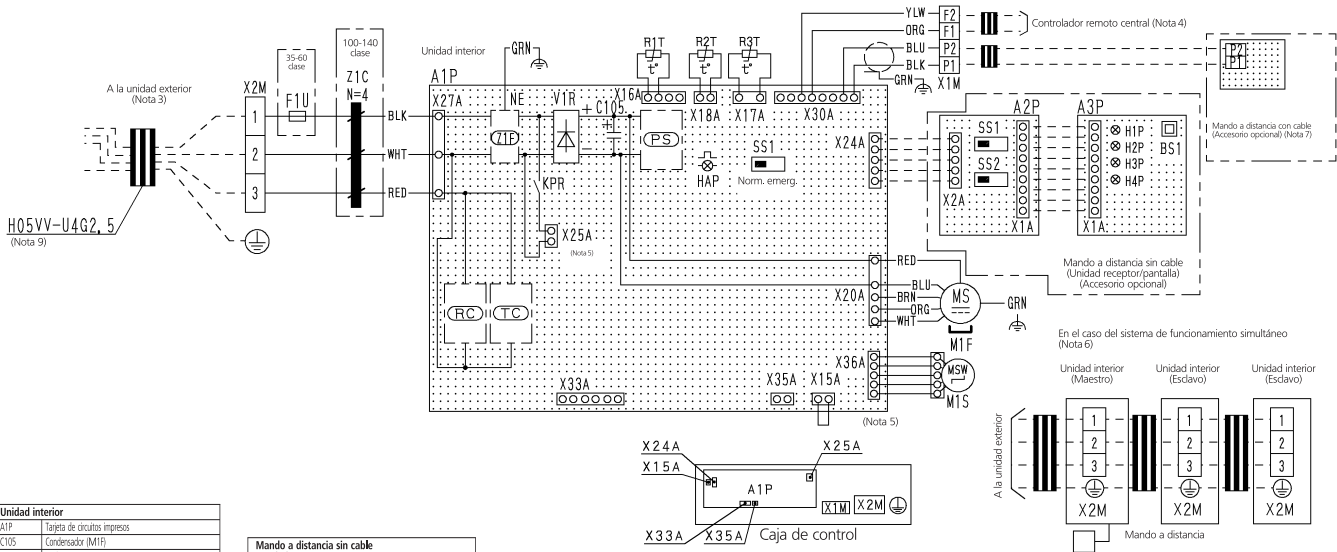 YLW
F2
ORG
F1
BLU
P2
BLK
P1
GRN
X1M
Controlador remoto central (Nota 4)
P2
P1
Mando a distancia con cable
(Accesorio opcional) (Nota 7)
A la unidad exterior
(Nota 3)
X2M
1
2
3
35-60
clase
F1U
100-140
clase
Z1C
N=4
BLK
WHT
RED
H05VV-U4G2,5
(Nota 9)
Unidad interior
A1P
GRN
X27A
NE
V1R
+ C105
+
Z1F
PS
KPR
X25A
(Nota 5)
HAP
SS1
Norm. emerg.
R1T
t°
R2T
t°
R3T
t°
X16A
X18A
X17A
X30A
X24A
RC
TC
X33A
X35A
X15A
(Nota 5)
X20A
RED
BLU
BRN
ORG
WHT
MS
GRN
M1F
X36A
MSW
M1S
A2P
SS1
SS2
X2A
X1A
A3P
H1P
H2P
H3P
H4P
BS1
X1A
Mando a distancia sin cable
(Unidad receptor/pantalla)
(Accesorio opcional)
En el caso del sistema de funcionamiento simultáneo
(Nota 6)
Unidad interior
(Maestro)
Unidad interior
(Esclavo)
Unidad interior
(Esclavo)
A la unidad exterior
1
2
3
X2M
1
2
3
X2M
1
2
3
X2M
Mando a distancia
X24A
X15A
X25A
A1P
X1M
X2M
X33A
X35A
Caja de control
Unidad interior
A1P
Tarjeta de circuitos impresos
C105
Condensador (M1F)
Mando a distancia sin cable